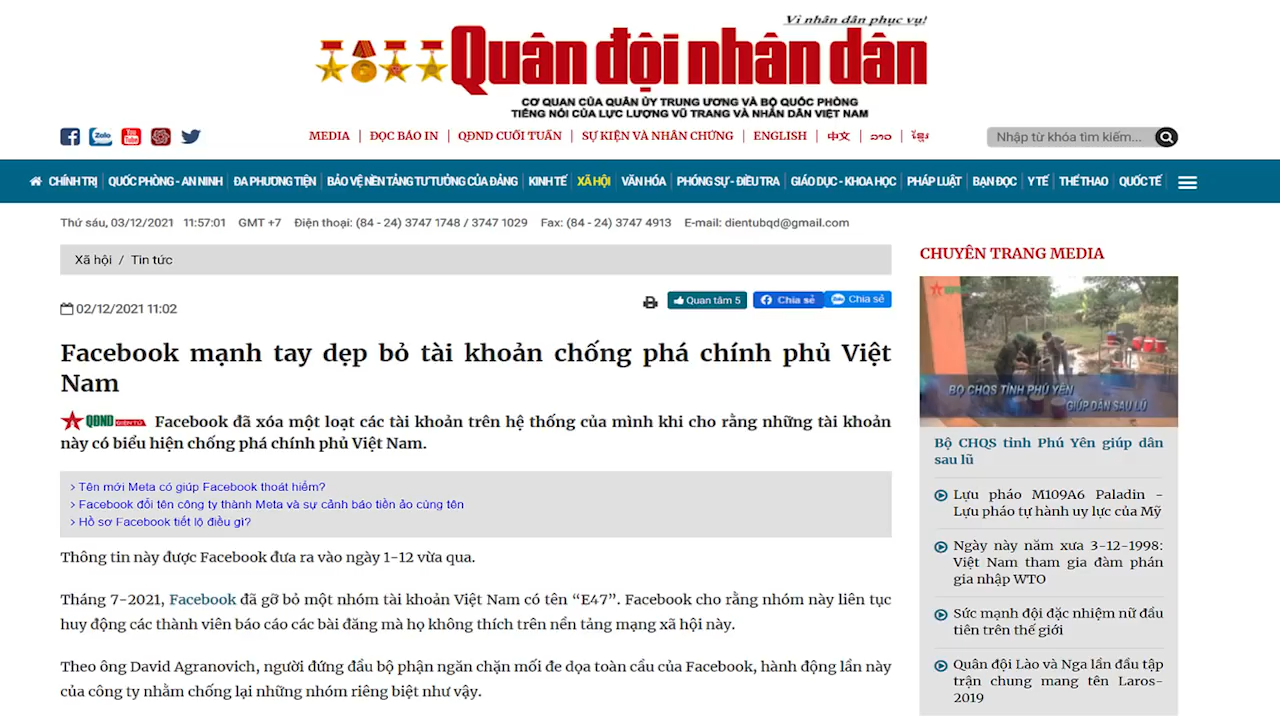 Vì nhân dân phục vụ!
Quân đội nhân dân
CƠ QUAN CỦA QUÂN ỦY TRUNG ƯƠNG VÀ BỘ QUỐC PHÒNG
TIẾNG NÓI CỦA LỰC LƯỢNG VŨ TRANG VÀ NHÂN DÂN VIỆT NAM
Zalo You Tube MEDIA | ĐỌC BÁO IN | QĐND CUỐI TUẦN | SỰ KIỆN VÀ NHÂN CHỨNG | ENGLISH | 中文 | ລາວ | ខ្មែរ Nhập từ khóa tìm kiếm...
CHÍNH TRỊ | QUỐC PHÒNG - AN NINH | ĐA PHƯƠNG TIỆN | BẢO VỆ NỀN TẢNG TƯ TƯỞNG CỦA ĐẢNG | KINH TẾ | XÃ HỘI | VĂN HÓA | PHÓNG SỰ - ĐIỀU TRA | GIÁO DỤC - KHOA HỌC | PHÁP LUẬT | BẠN ĐỌC | Y TẾ | THỂ THAO | QUỐC TẾ
Thứ sáu, 03/12/2021 11:57:01 GMT +7 Điện thoại: (84 - 24) 3747 1748 / 3747 1029 Fax: (84 - 24) 3747 4913 E-mail: dientubqd@gmail.com
Xã hội / Tin tức
02/12/2021 11:02 Quan tâm 5 Chia sẻ Chia sẻ
Facebook mạnh tay dẹp bỏ tài khoản chống phá chính phủ Việt
Nam
QĐND ĐIỆN TỬ Facebook đã xóa một loạt các tài khoản trên hệ thống của mình khi cho rằng những tài khoản
này có biểu hiện chống phá chính phủ Việt Nam.
> Tên mới Meta có giúp Facebook thoát hiểm?
> Facebook đổi tên công ty thành Meta và sự cảnh báo tiền ảo cùng tên
> Hồ sơ Facebook tiết lộ điều gì?
Thông tin này được Facebook đưa ra vào ngày 1-12 vừa qua.
Tháng 7-2021, Facebook đã gỡ bỏ một nhóm tài khoản Việt Nam có tên “E47”. Facebook cho rằng nhóm này liên tục
huy động các thành viên báo cáo các bài đăng mà họ không thích trên nền tảng mạng xã hội này.
Theo ông David Agranovich, người đứng đầu bộ phận ngăn chặn mối đe dọa toàn cầu của Facebook, hành động lần này
của công ty nhằm chống lại những nhóm riêng biệt như vậy.
CHUYÊN TRANG MEDIA
BỘ CHQS TỈNH PHÚ YÊN
GIÚP DÂN SAU LŨ
Bộ CHQS tỉnh Phú Yên giúp dân
sau lũ
Lựu pháo M109A6 Paladin -
Lựu pháo tự hành uy lực của Mỹ
Ngày này năm xưa 3-12-1998:
Việt Nam tham gia đàm phán
gia nhập WTO
Sức mạnh đội đặc nhiệm nữ đầu
tiên trên thế giới
Quân đội Lào và Nga lần đầu tập
trận chung mang tên Laros-
2019